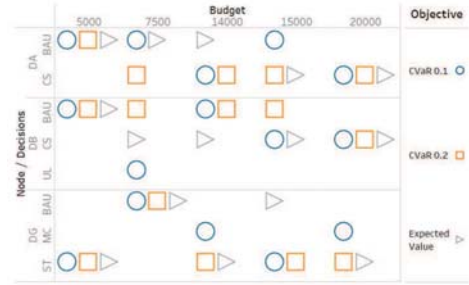 Budget
5000 7500 14000 15000 20000
Objective
Node / Decisions
DA
BAU
CS
DB
BAU
CS
UL
DG
BAU
MC
ST
CVaR 0.1
CVaR 0.2
Expected
Value